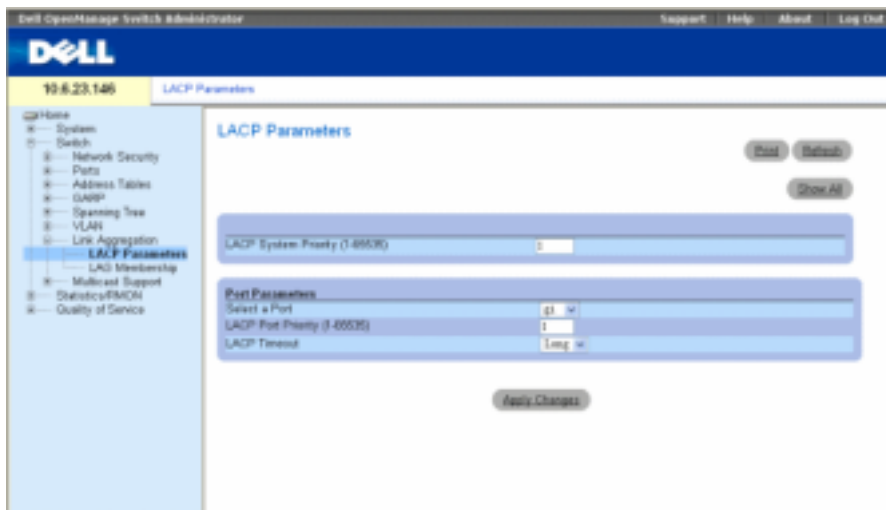 Dell OpenManage Switch Administrator
Support Help About Log Out
DELL
10.6.23.146
LACP Parameters
Home
System
Switch
Network Security
Ports
Address Tables
GARP
Spanning Tree
VLAN
Link Aggregation
LACP Parameters
LAG Membership
Multicast Support
Statistics/RMON
Quality of Service
LACP Parameters
Print Refresh
Show All
LACP System Priority (1-65535) 1
Port Parameters
Select a Port g1
LACP Port Priority (1-65535) 1
LACP Timeout Long
Apply Changes